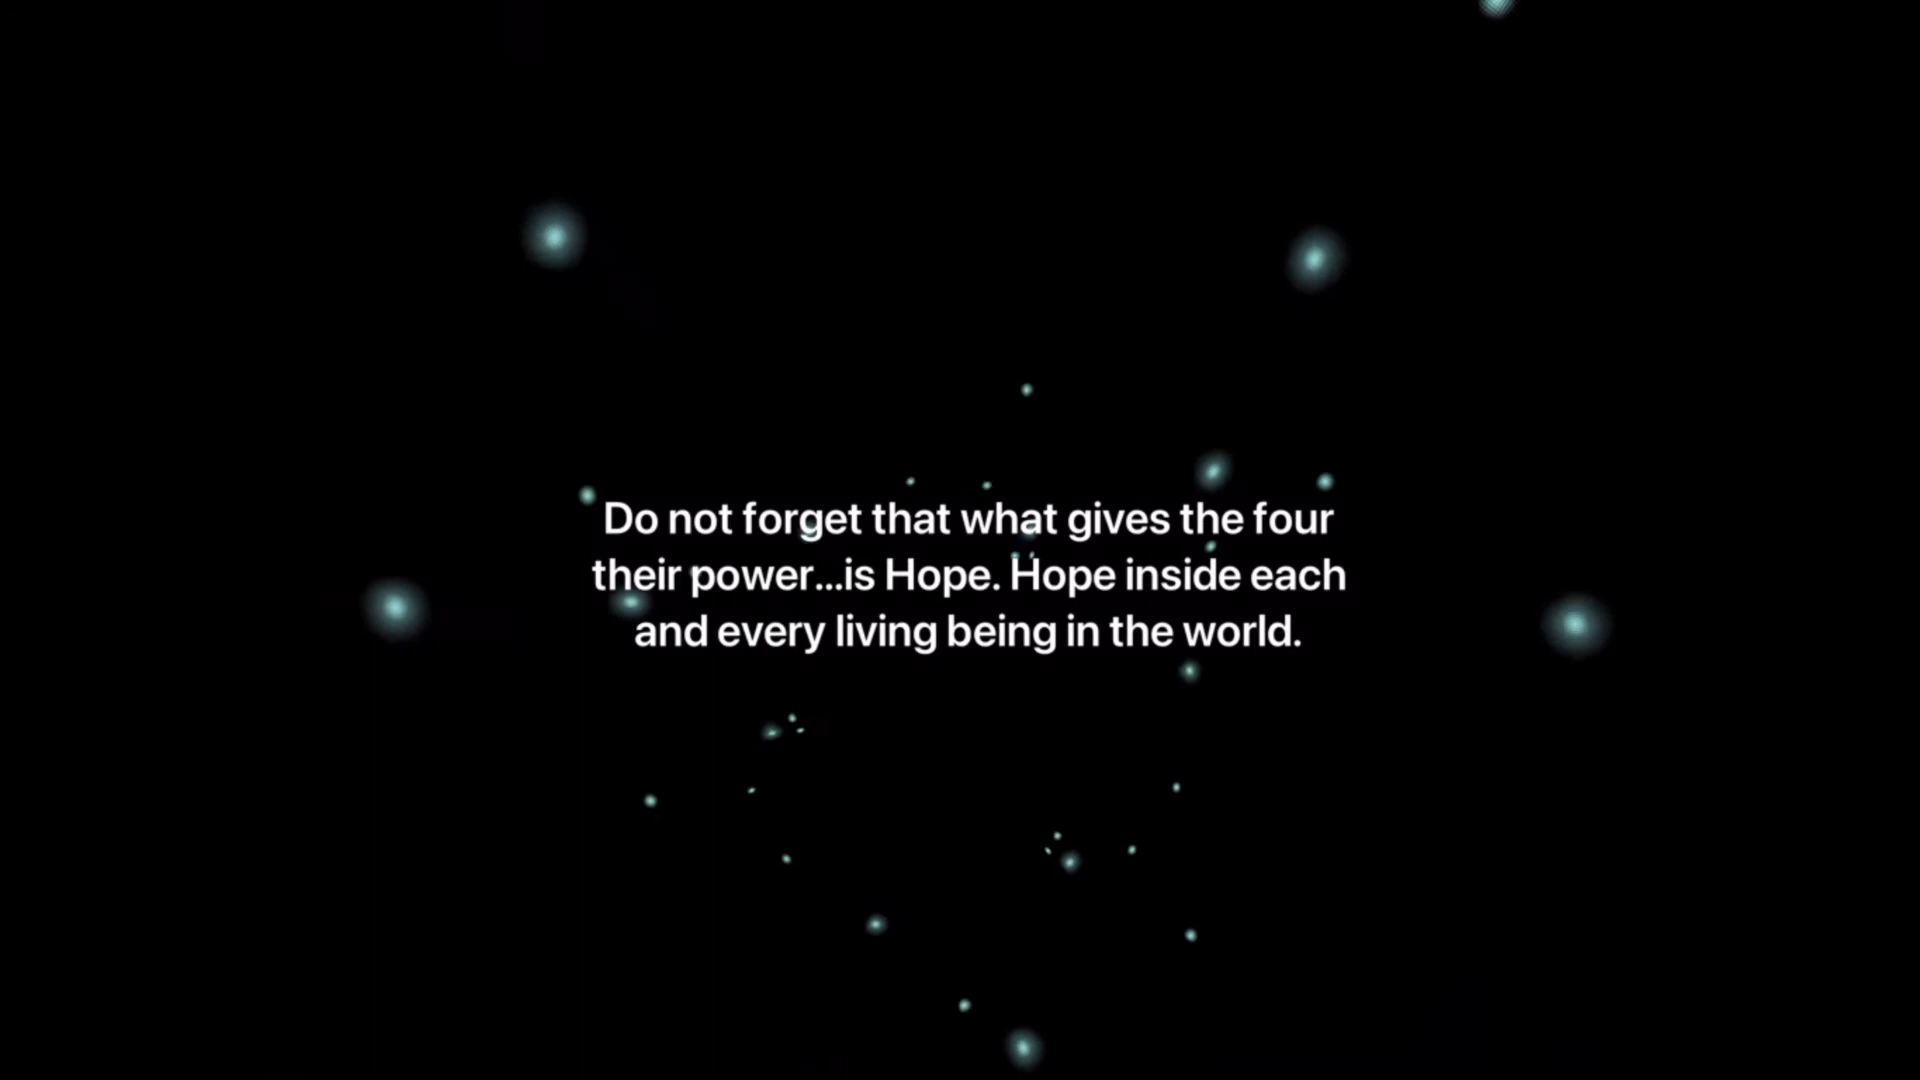 Do not forget that what gives the four
their power...is Hope. Hope inside each
and every living being in the world.